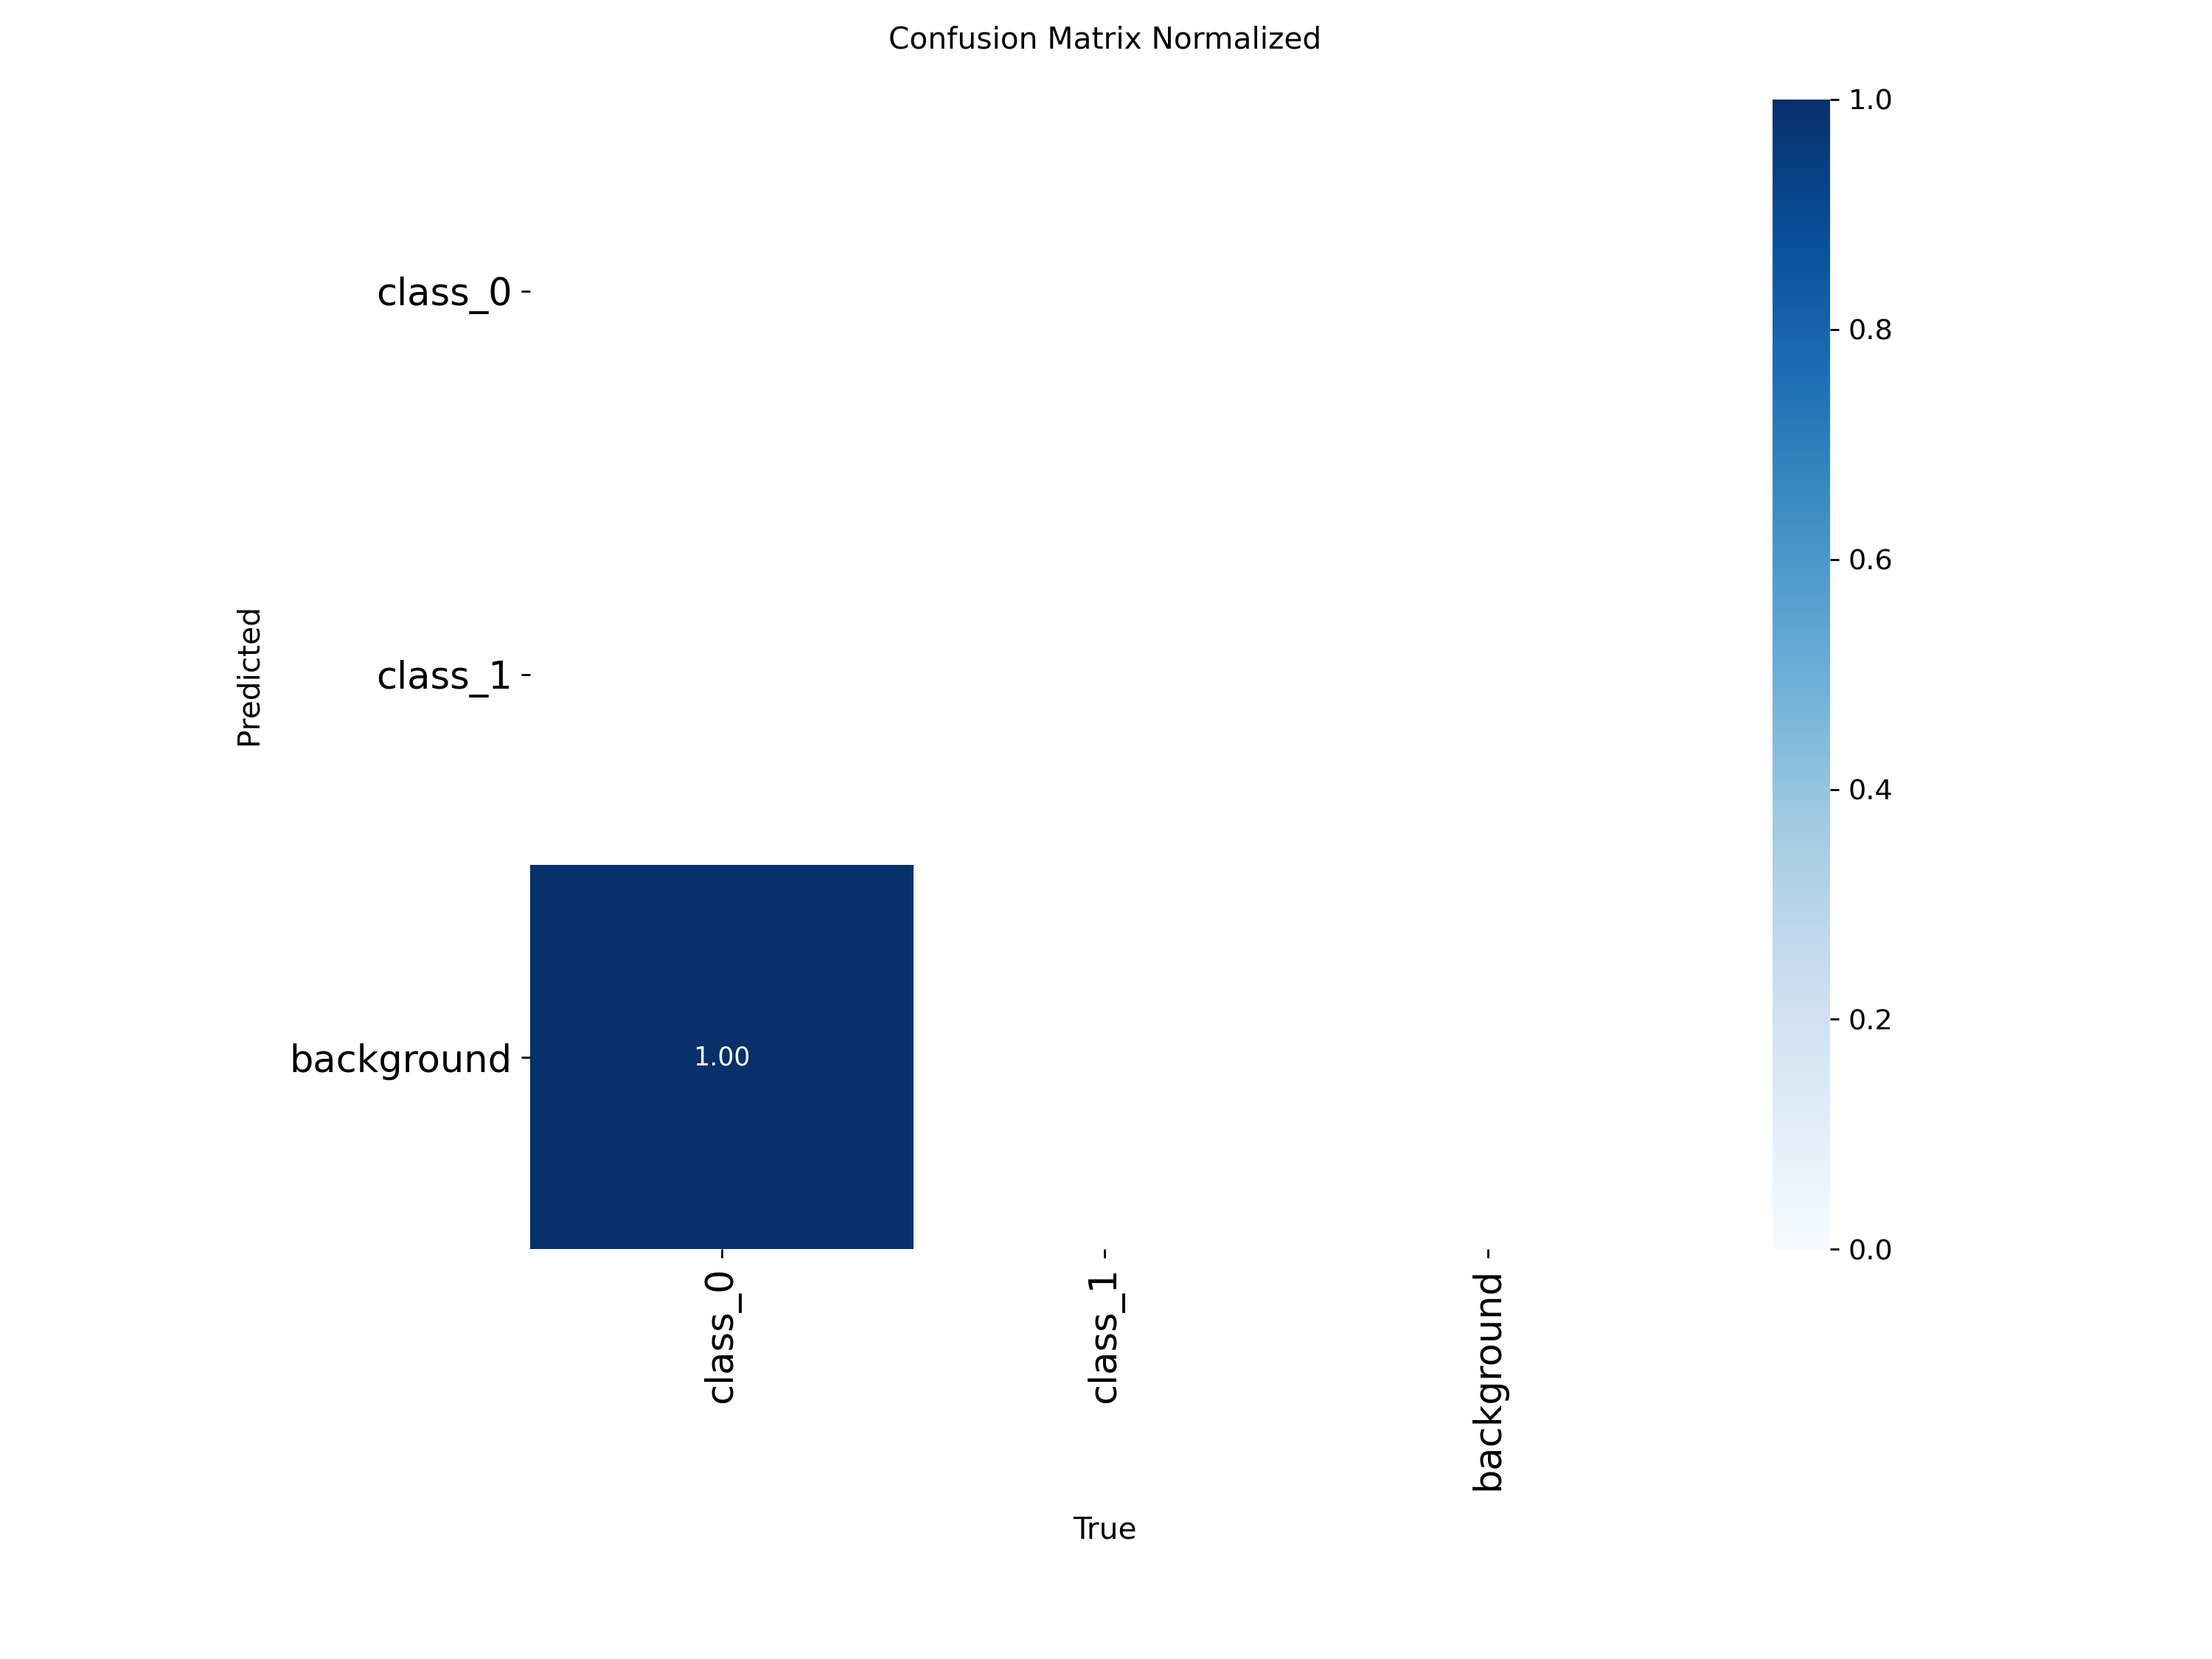 Confusion Matrix Normalized
1.0
0.8
0.6
0.4
0.2
0.0
Predicted
class_0
class_1
background
1.00
class_0
class_1
background
True